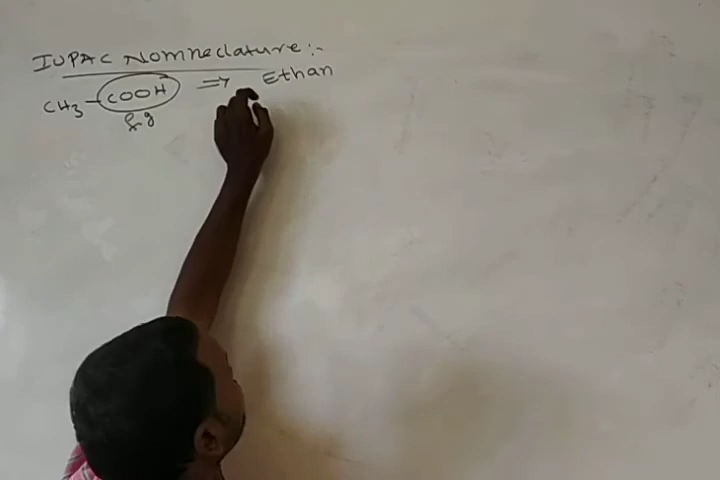 IUPAC Nomneclature:-
CH3-COOH ⇒ Ethan
f.g